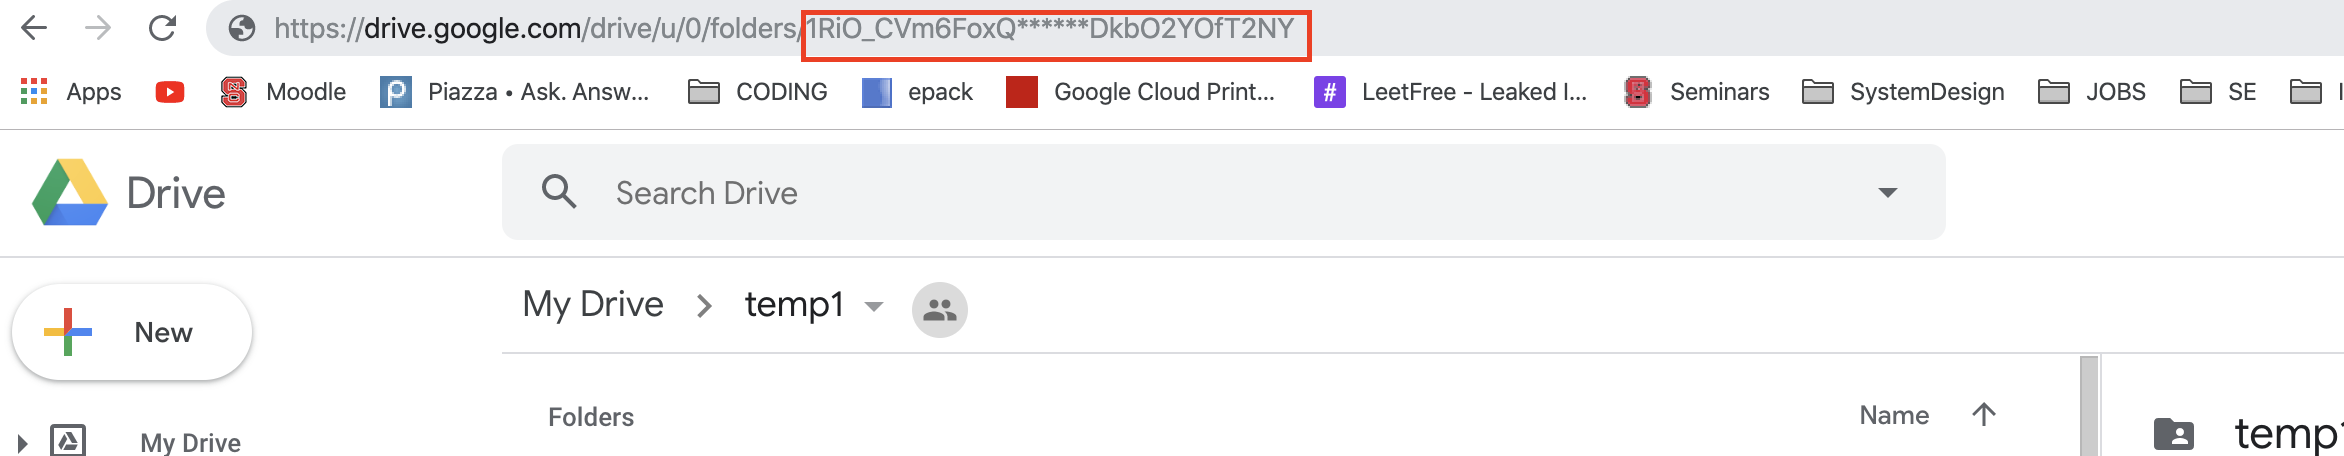 https://drive.google.com/drive/u/0/folders/1RiO_CVm6FoxQ******DkbO2YOfT2NY
Apps Moodle Piazza • Ask. Answ... CODING epack Google Cloud Print... # LeetFree - Leaked I... Seminars SystemDesign JOBS SE
Drive Search Drive
My Drive temp1
New
Folders Name
My Drive temp1